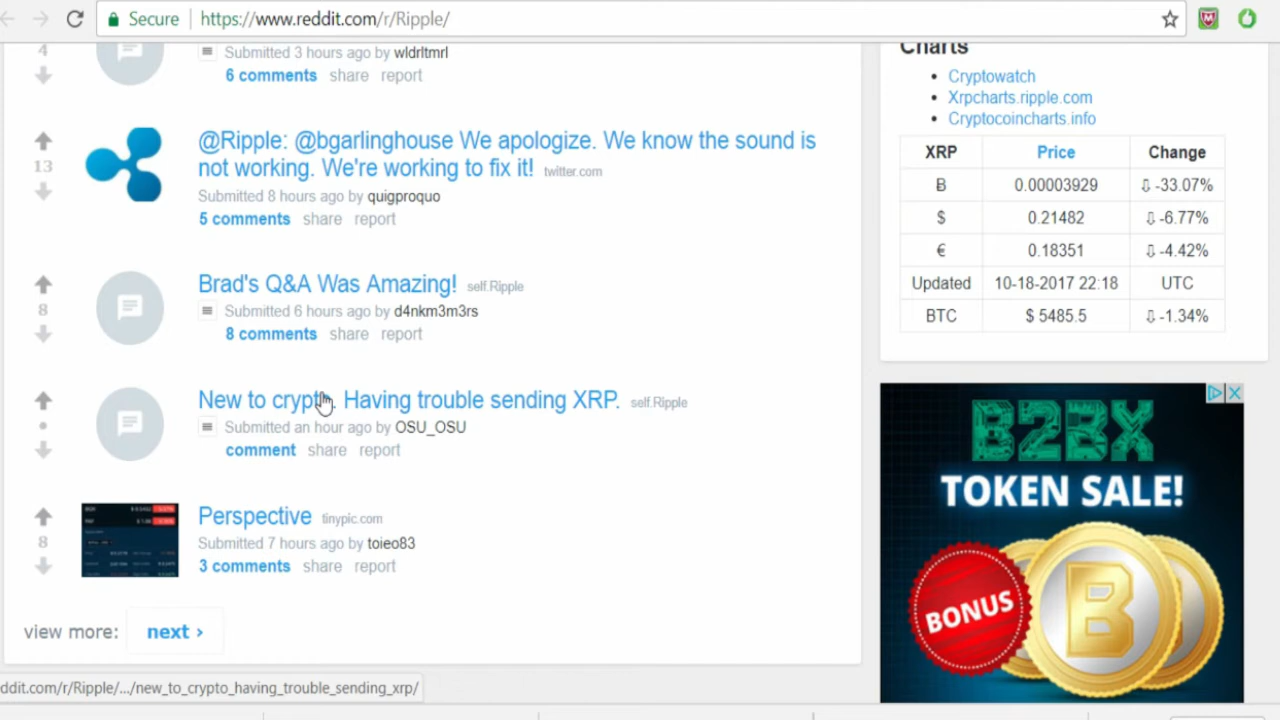 Secure
https://www.reddit.com/r/Ripple/
4
Submitted 3 hours ago by wldrltmrl
6 comments share report
@Ripple: @bgarlinghouse We apologize. We know the sound is
13
not working. We're working to fix it! twitter.com
Submitted 8 hours ago by quigproquo
5 comments share report
Brad's Q&A Was Amazing! self.Ripple
8
Submitted 6 hours ago by d4nkm3m3rs
8 comments share report
New to crypto. Having trouble sending XRP. self.Ripple
•
Submitted an hour ago by OSU_OSU
comment share report
Perspective tinypic.com
8
Submitted 7 hours ago by toieo83
3 comments share report
view more: next ›
ddit.com/r/Ripple/.../new_to_crypto_having_trouble_sending_xrp/
Charts
• Cryptowatch
• Xrpcharts.ripple.com
• Cryptocoincharts.info
XRP Price Change
Ƀ 0.00003929 ⇩ -33.07%
$ 0.21482 ⇩ -6.77%
€ 0.18351 ⇩ -4.42%
Updated 10-18-2017 22:18 UTC
BTC $ 5485.5 ⇩ -1.34%
B2BX
TOKEN SALE!
BONUS
B